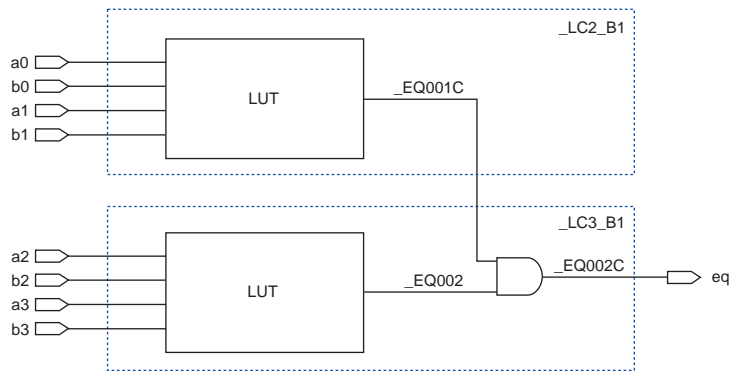 _LC2_B1
a0
b0
a1
b1
LUT
_EQ001C
_LC3_B1
a2
b2
a3
b3
LUT
_EQ002
_EQ002C
eq